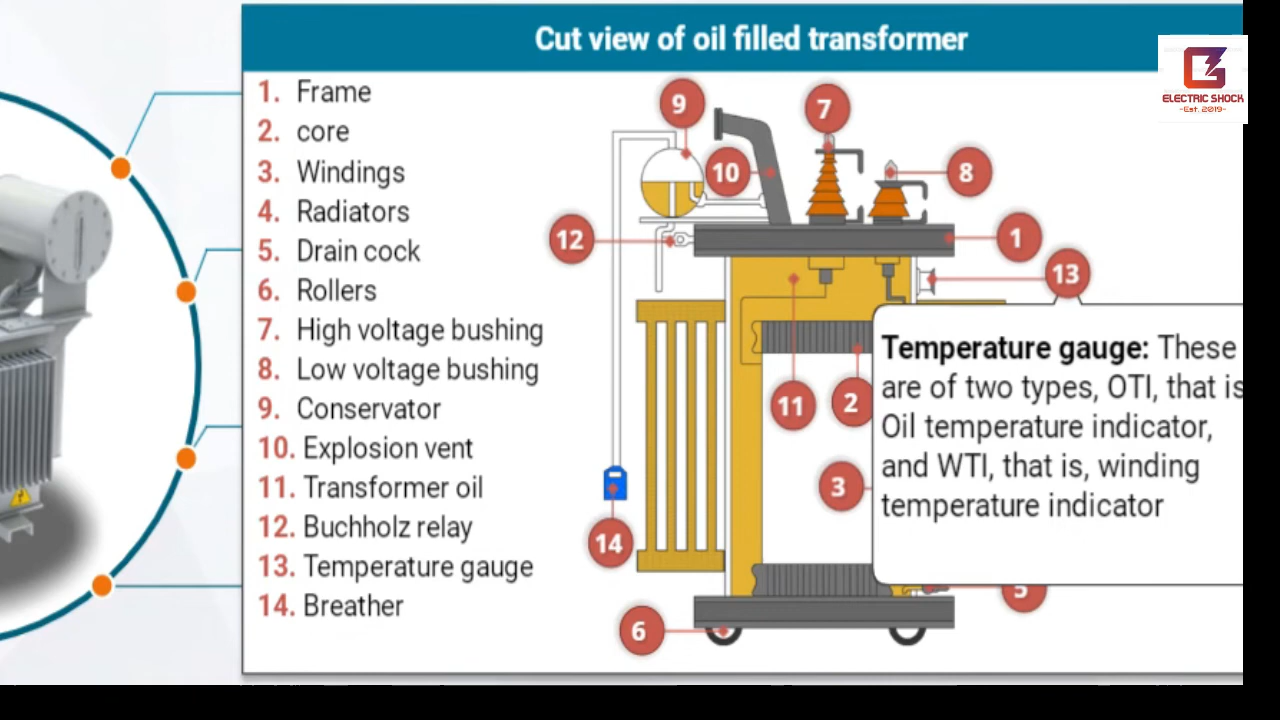 Cut view of oil filled transformer
ELECTRIC SHOCK
-Est. 2019-
1. Frame
2. core
3. Windings
4. Radiators
5. Drain cock
6. Rollers
7. High voltage bushing
8. Low voltage bushing
9. Conservator
10. Explosion vent
11. Transformer oil
12. Buchholz relay
13. Temperature gauge
14. Breather
9
7
10
8
12
1
13
11
2
3
14
5
6
Temperature gauge: These
are of two types, OTI, that is
Oil temperature indicator,
and WTI, that is, winding
temperature indicator